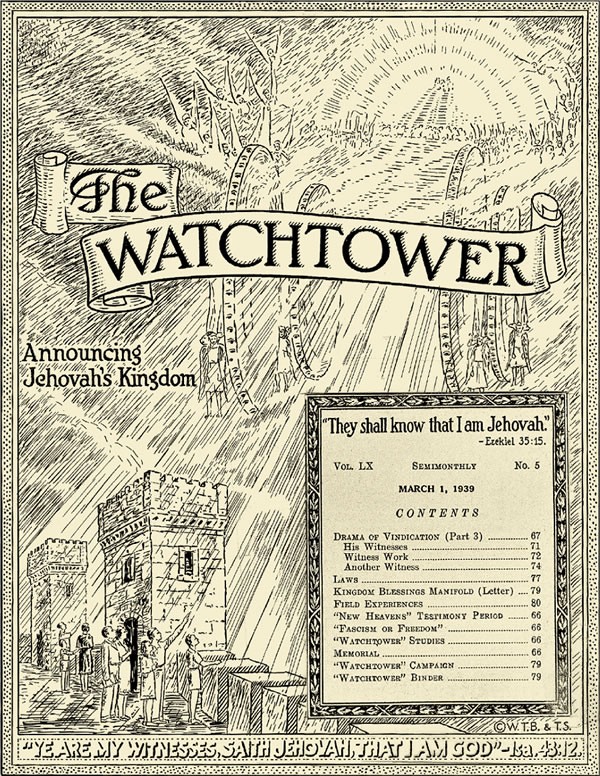 The
WATCHTOWER
Announcing
Jehovah's Kingdom
"They shall know that I am Jehovah."
-Ezekiel 35:15.
VOL. LX SEMIMONTHLY No. 5
MARCH 1, 1939
CONTENTS
DRAMA OF VINDICATION (Part 3) 67
His Witnesses 71
Witness Work 72
Another Witness 74
LAWS 77
KINGDOM BLESSINGS MANIFOLD (Letter) 79
FIELD EXPERIENCES 80
"NEW HEAVENS" TESTIMONY PERIOD 66
"FASCISM OR FREEDOM" 66
"WATCHTOWER" STUDIES 66
MEMORIAL 66
"WATCHTOWER" CAMPAIGN 79
"WATCHTOWER" BINDER 79
©W.T.B. & T.S.
"YE ARE MY WITNESSES, SAITH JEHOVAH, THAT I AM GOD"-Isa. 43:12.